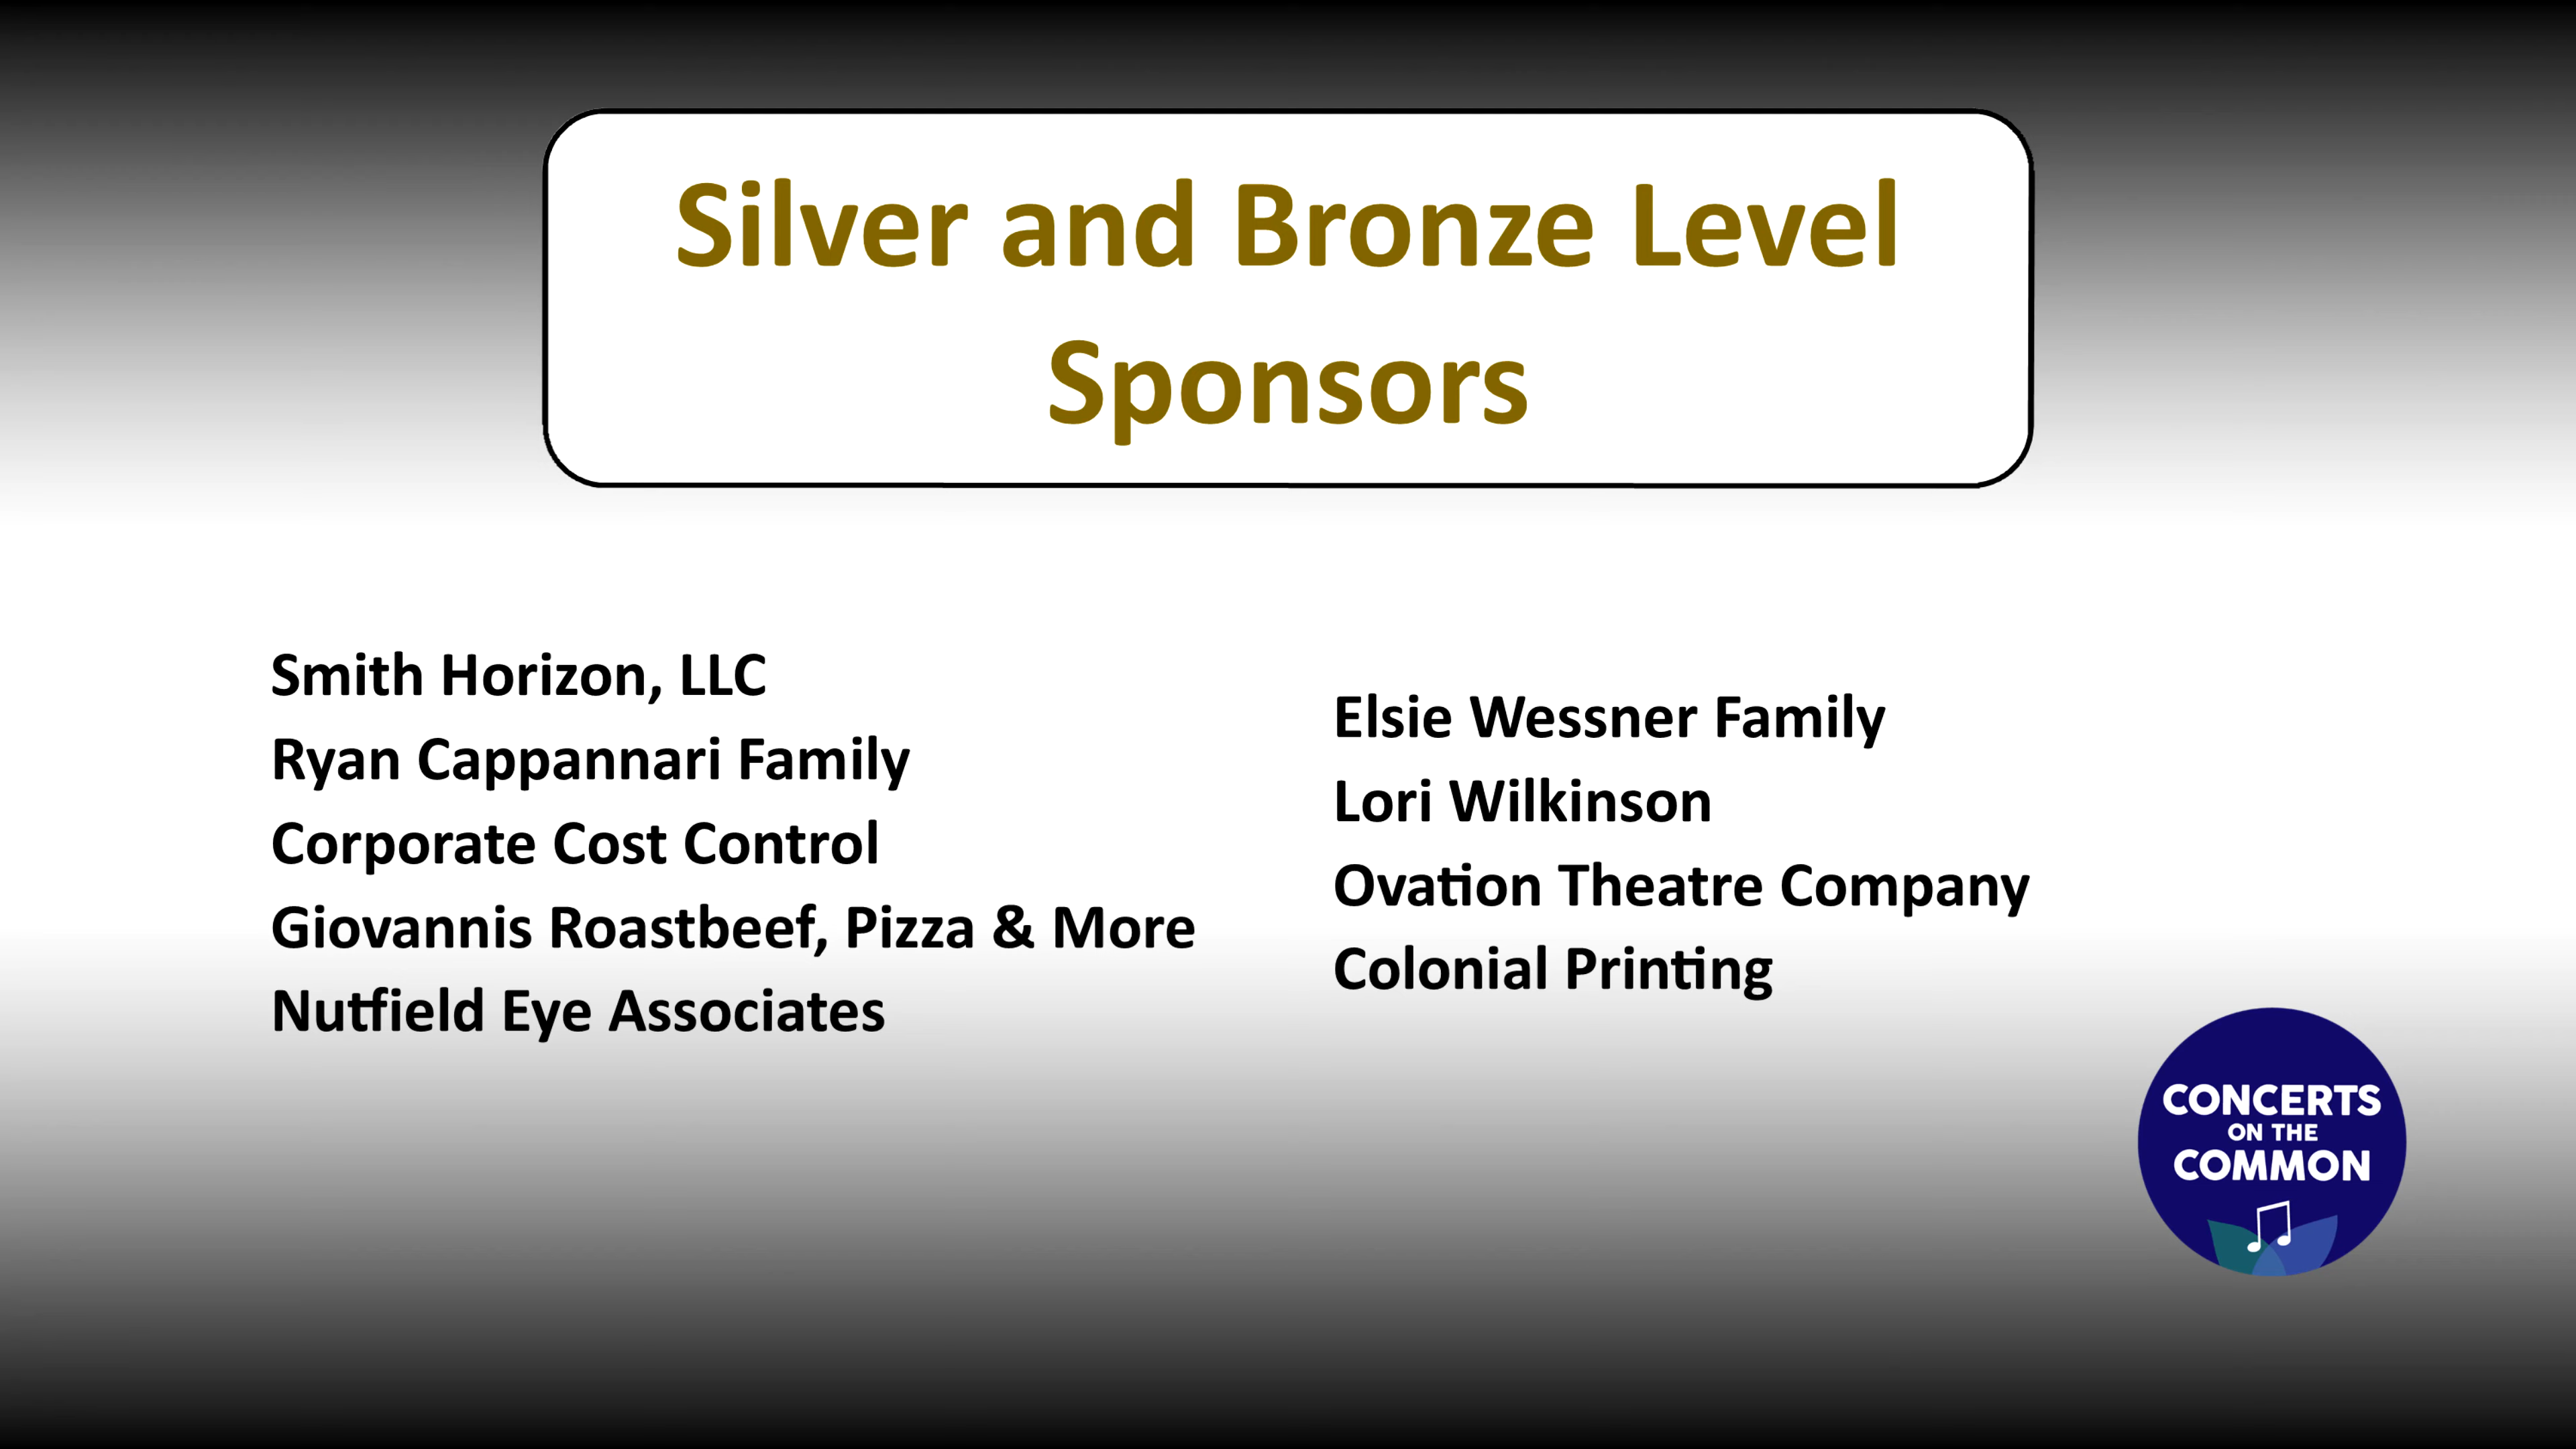 Silver and Bronze Level
Sponsors
Smith Horizon, LLC
Ryan Cappannari Family
Corporate Cost Control
Giovannis Roastbeef, Pizza & More
Nutfield Eye Associates
Elsie Wessner Family
Lori Wilkinson
Ovation Theatre Company
Colonial Printing
CONCERTS
ON THE
COMMON